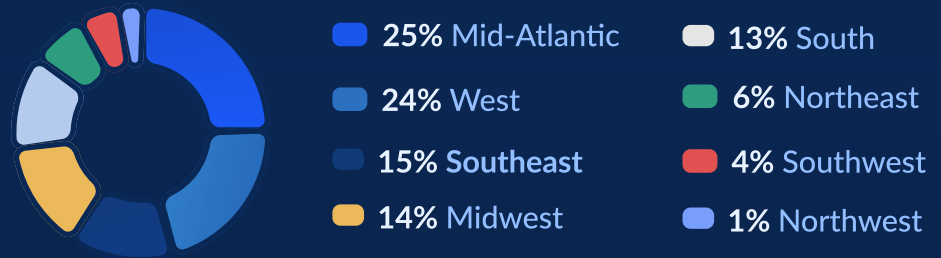 25% Mid-Atlantic
24% West
15% Southeast
14% Midwest
13% South
6% Northeast
4% Southwest
1% Northwest